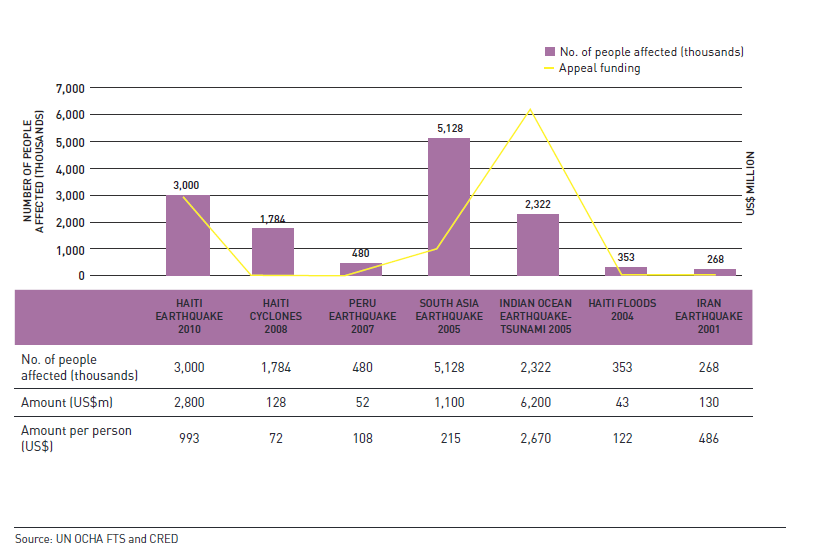 No. of people affected (thousands)
Appeal funding
NUMBER OF PEOPLE
AFFECTED (THOUSANDS)
7,000
6,000
5,000
4,000
3,000
2,000
1,000
0
3,000
1,784
480
5,128
2,322
353
268
US$ MILLION
HAITI EARTHQUAKE 2010
HAITI CYCLONES 2008
PERU EARTHQUAKE 2007
SOUTH ASIA EARTHQUAKE 2005
INDIAN OCEAN EARTHQUAKE-TSUNAMI 2005
HAITI FLOODS 2004
IRAN EARTHQUAKE 2001
No. of people
affected (thousands) 3,000 1,784 480 5,128 2,322 353 268
Amount (US$m) 2,800 128 52 1,100 6,200 43 130
Amount per person
(US$) 993 72 108 215 2,670 122 486
Source: UN OCHA FTS and CRED